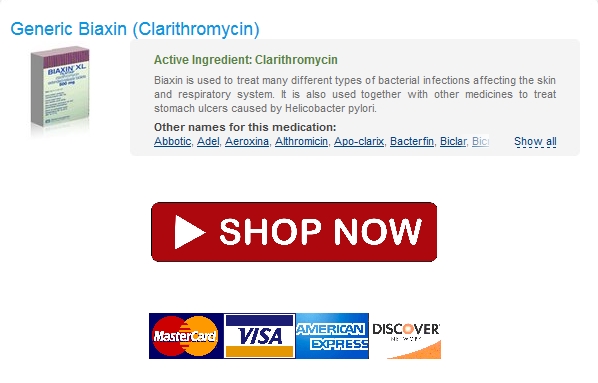 Generic Biaxin (Clarithromycin)
BIAXIN XL
Active Ingredient: Clarithromycin
Biaxin is used to treat many different types of bacterial infections affecting the skin
and respiratory system. It is also used together with other medicines to treat
stomach ulcers caused by Helicobacter pylori.
Other names for this medication:
Abbotic, Adel, Aeroxina, Althromicin, Apo-clarix, Bacterfin, Biclar, Show all
SHOP NOW
MasterCard VISA AMERICAN EXPRESS DISCOVER NETWORK